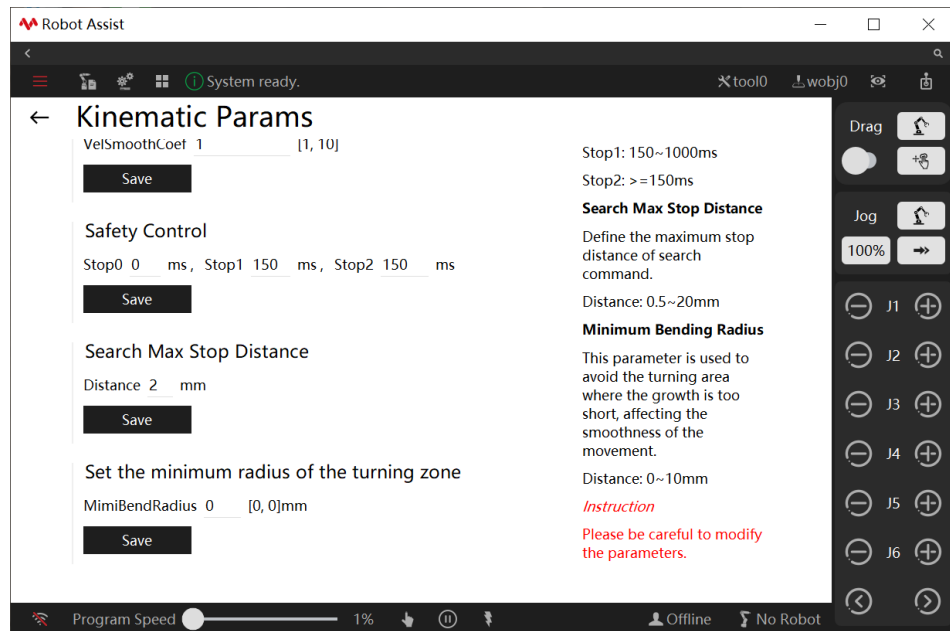 Robot Assist
System ready.
tool0
wobj0
Kinematic Params
VelSmoothCoef 1 [1, 10]
Save
Safety Control
Stop0 0 ms, Stop1 150 ms, Stop2 150 ms
Save
Search Max Stop Distance
Distance 2 mm
Save
Set the minimum radius of the turning zone
MimiBendRadius 0 [0, 0]mm
Save
Stop1: 150~1000ms
Stop2: >=150ms
Search Max Stop Distance
Define the maximum stop
distance of search
command.
Distance: 0.5~20mm
Minimum Bending Radius
This parameter is used to
avoid the turning area
where the growth is too
short, affecting the
smoothness of the
movement.
Distance: 0~10mm
Instruction
Please be careful to modify
the parameters.
Drag
Jog
100%
J1
J2
J3
J4
J5
J6
Program Speed 1%
Offline
No Robot